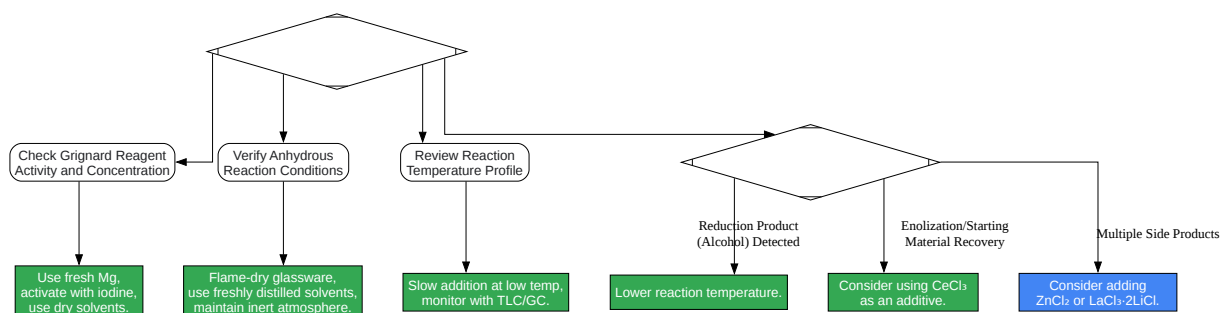 Check Grignard Reagent
Activity and Concentration
Verify Anhydrous
Reaction Conditions
Review Reaction
Temperature Profile
Reduction Product
(Alcohol) Detected
Enolization/Starting
Material Recovery
Multiple Side Products
Use fresh Mg,
activate with iodine,
use dry solvents.
Flame-dry glassware,
use freshly distilled solvents,
maintain inert atmosphere.
Slow addition at low temp,
monitor with TLC/GC.
Lower reaction temperature.
Consider using CeCl₃
as an additive.
Consider adding
ZnCl₂ or LaCl₃·2LiCl.